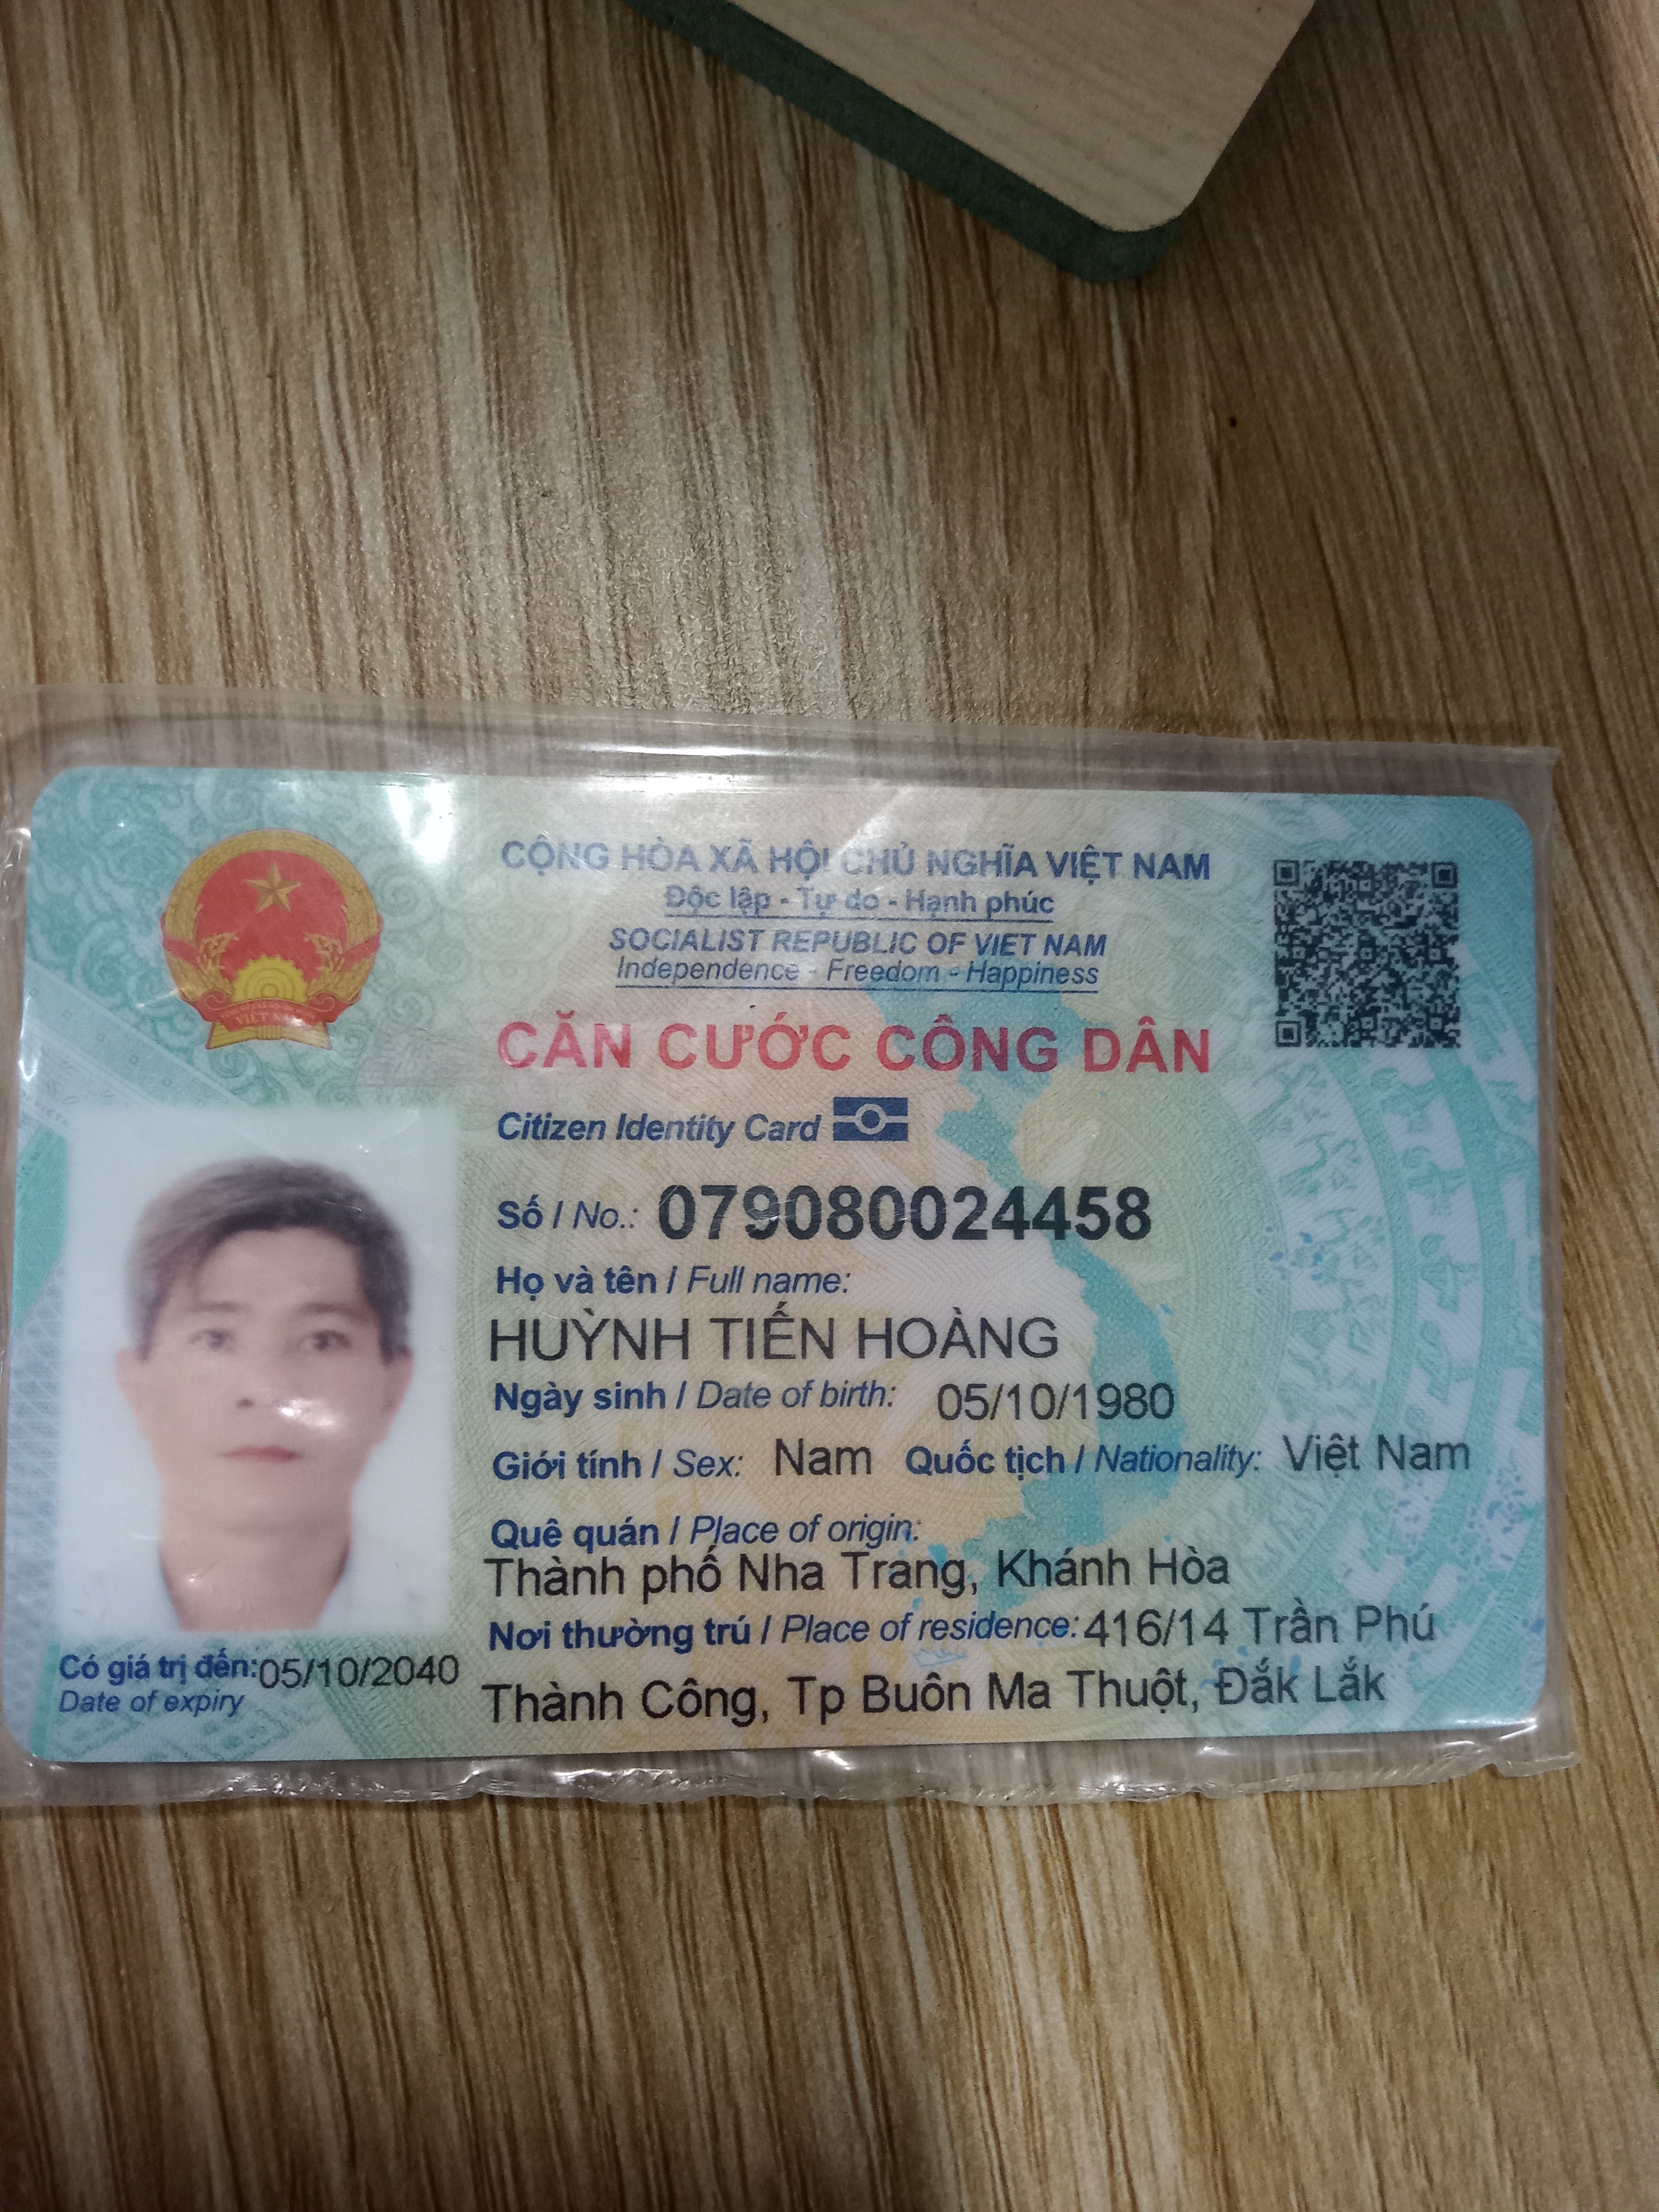 CỘNG HÒA XÃ HỘI CHỦ NGHĨA VIỆT NAM
Độc lập - Tự do - Hạnh phúc
SOCIALIST REPUBLIC OF VIET NAM
Independence - Freedom - Happiness
CĂN CƯỚC CÔNG DÂN
Citizen Identity Card
Số / No.: 079080024458
Họ và tên / Full name:
HUỲNH TIẾN HOÀNG
Ngày sinh / Date of birth: 05/10/1980
Giới tính / Sex: Nam Quốc tịch / Nationality: Việt Nam
Quê quán / Place of origin:
Thành phố Nha Trang, Khánh Hòa
Nơi thường trú / Place of residence: 416/14 Trần Phú
Thành Công, Tp Buôn Ma Thuột, Đắk Lắk
Có giá trị đến: 05/10/2040
Date of expiry
VIỆT NAM